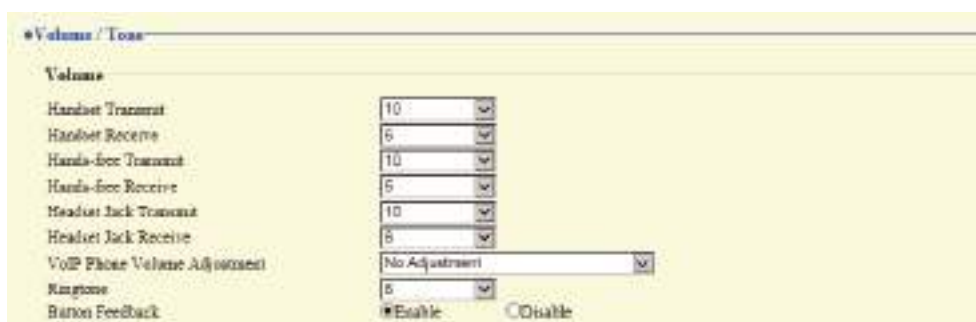 Volume / Tone
Volume
Handset Transmit 10
Handset Receive 6
Hands-free Transmit 10
Hands-free Receive 6
Headset Jack Transmit 10
Headset Jack Receive 6
VoIP Phone Volume Adjustment No Adjustment
Ringtone 6
Button Feedback Enable Disable